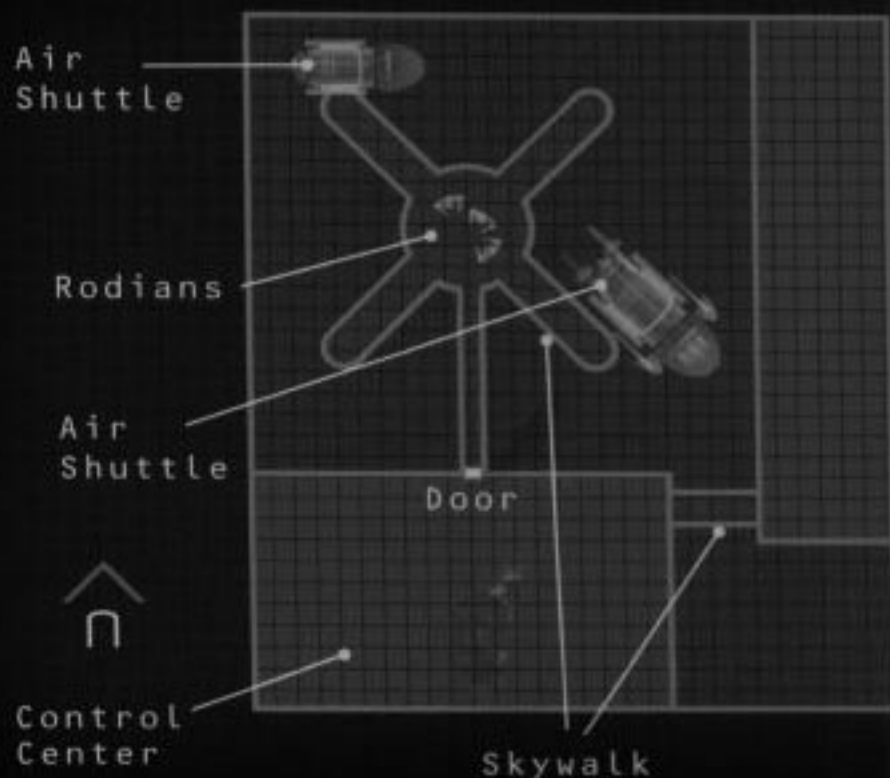 Air
Shuttle
Rodians
Air
Shuttle
Door
n
Control
Center
Skywalk